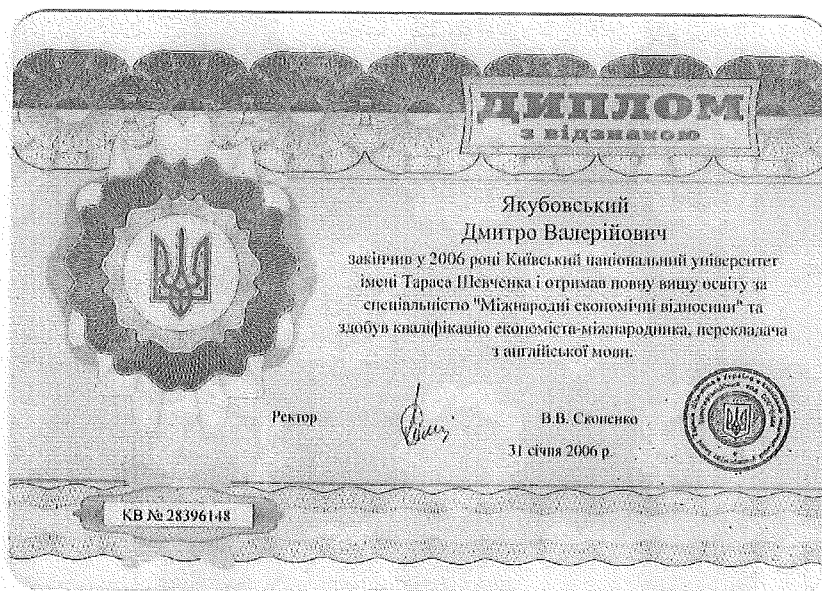 ДИПЛОМ
з відзнакою
Якубовський
Дмитро Валерійович
закінчив у 2006 році Київський національний університет
імені Тараса Шевченка і отримав повну вищу освіту за
спеціальністю "Міжнародні економічні відносини" та
здобув кваліфікацію економіста-міжнародника, перекладача
з англійської мови.
Ректор
В.В. Скопенко
31 січня 2006 р.
КВ № 28396148